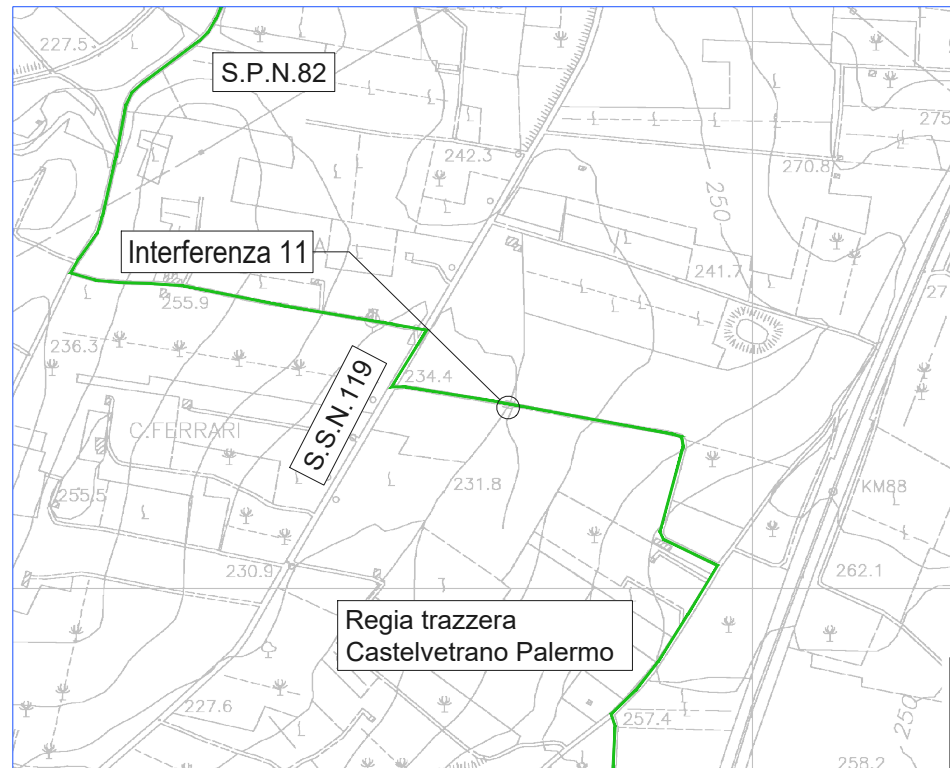 S.P.N.82
227.5
275
242.3
270.8
250
Interferenza 11
241.7
27
255.9
236.3
234.4
S.S.N.119
C.FERRARI
231.8
KM88
255.5
230.9
262.1
Regia trazzera
Castelvetrano Palermo
227.6
257.4
250
258.2